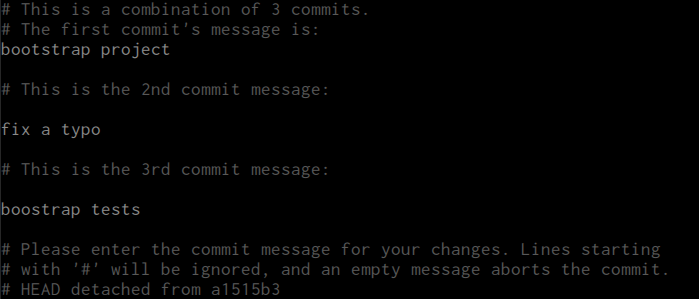 # This is a combination of 3 commits.
# The first commit's message is:
bootstrap project
# This is the 2nd commit message:
fix a typo
# This is the 3rd commit message:
boostrap tests
# Please enter the commit message for your changes. Lines starting
# with '#' will be ignored, and an empty message aborts the commit.
# HEAD detached from a1515b3